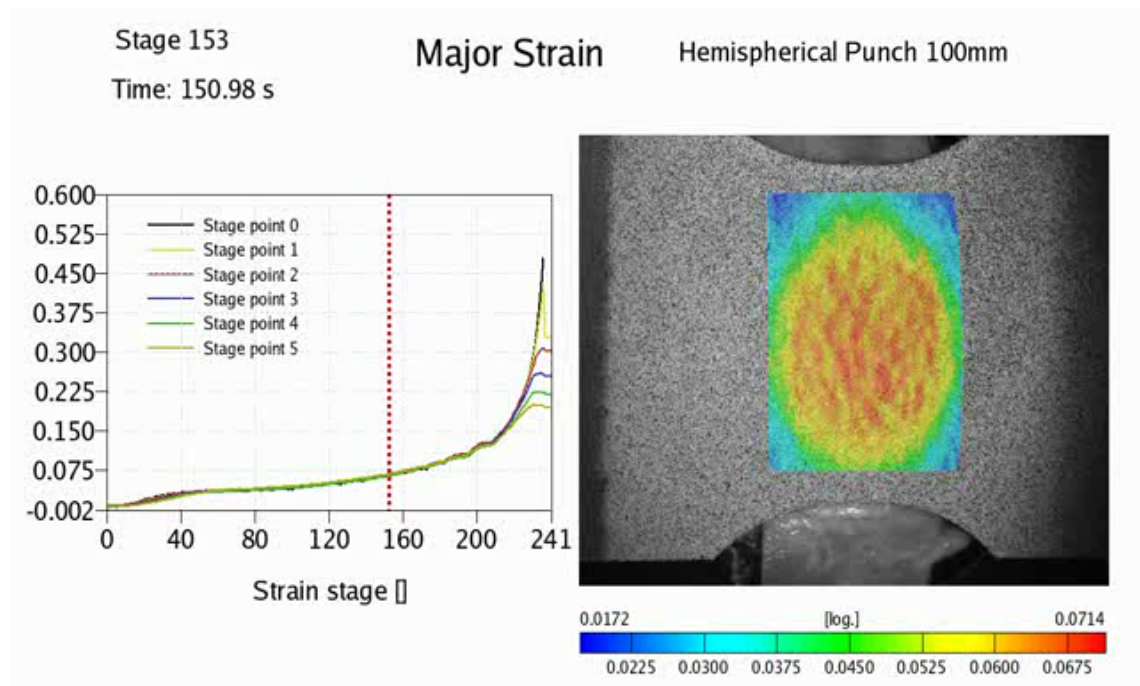 Stage 153
Major Strain
Hemispherical Punch 100mm
Time: 150.98 s
0.600
0.525
0.450
0.375
0.300
0.225
0.150
0.075
-0.002
Stage point 0
Stage point 1
Stage point 2
Stage point 3
Stage point 4
Stage point 5
0 40 80 120 160 200 241
Strain stage []
0.0172 [log.] 0.0714
0.0225 0.0300 0.0375 0.0450 0.0525 0.0600 0.0675